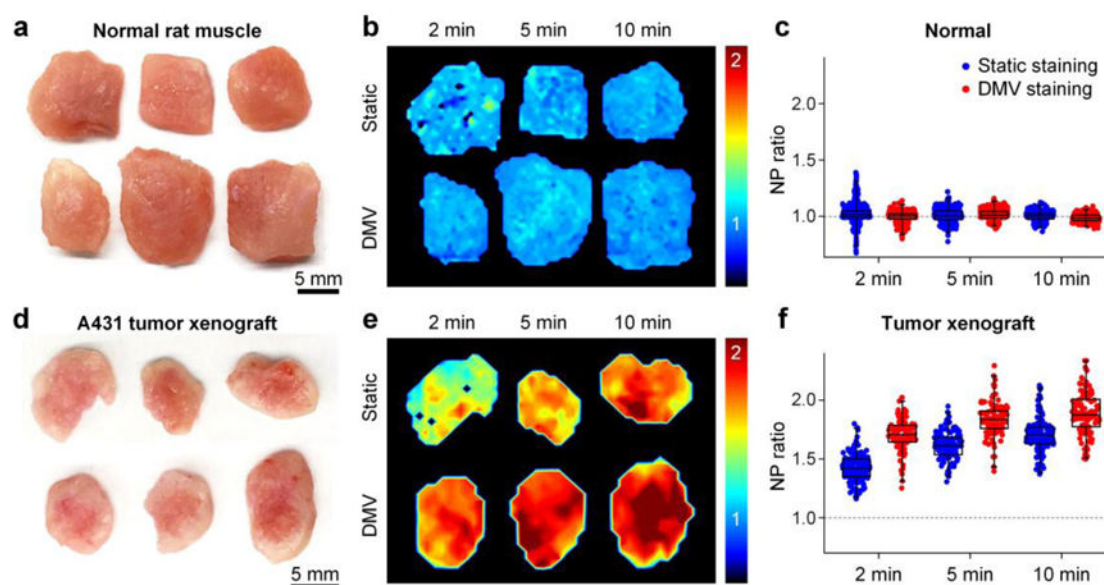 a Normal rat muscle
5 mm
b 2 min 5 min 10 min
Static
DMV
2
1
c Normal
Static staining
DMV staining
NP ratio
2.0
1.5
1.0
2 min 5 min 10 min
d A431 tumor xenograft
5 mm
e 2 min 5 min 10 min
Static
DMV
2
1
f Tumor xenograft
NP ratio
2.0
1.5
1.0
2 min 5 min 10 min